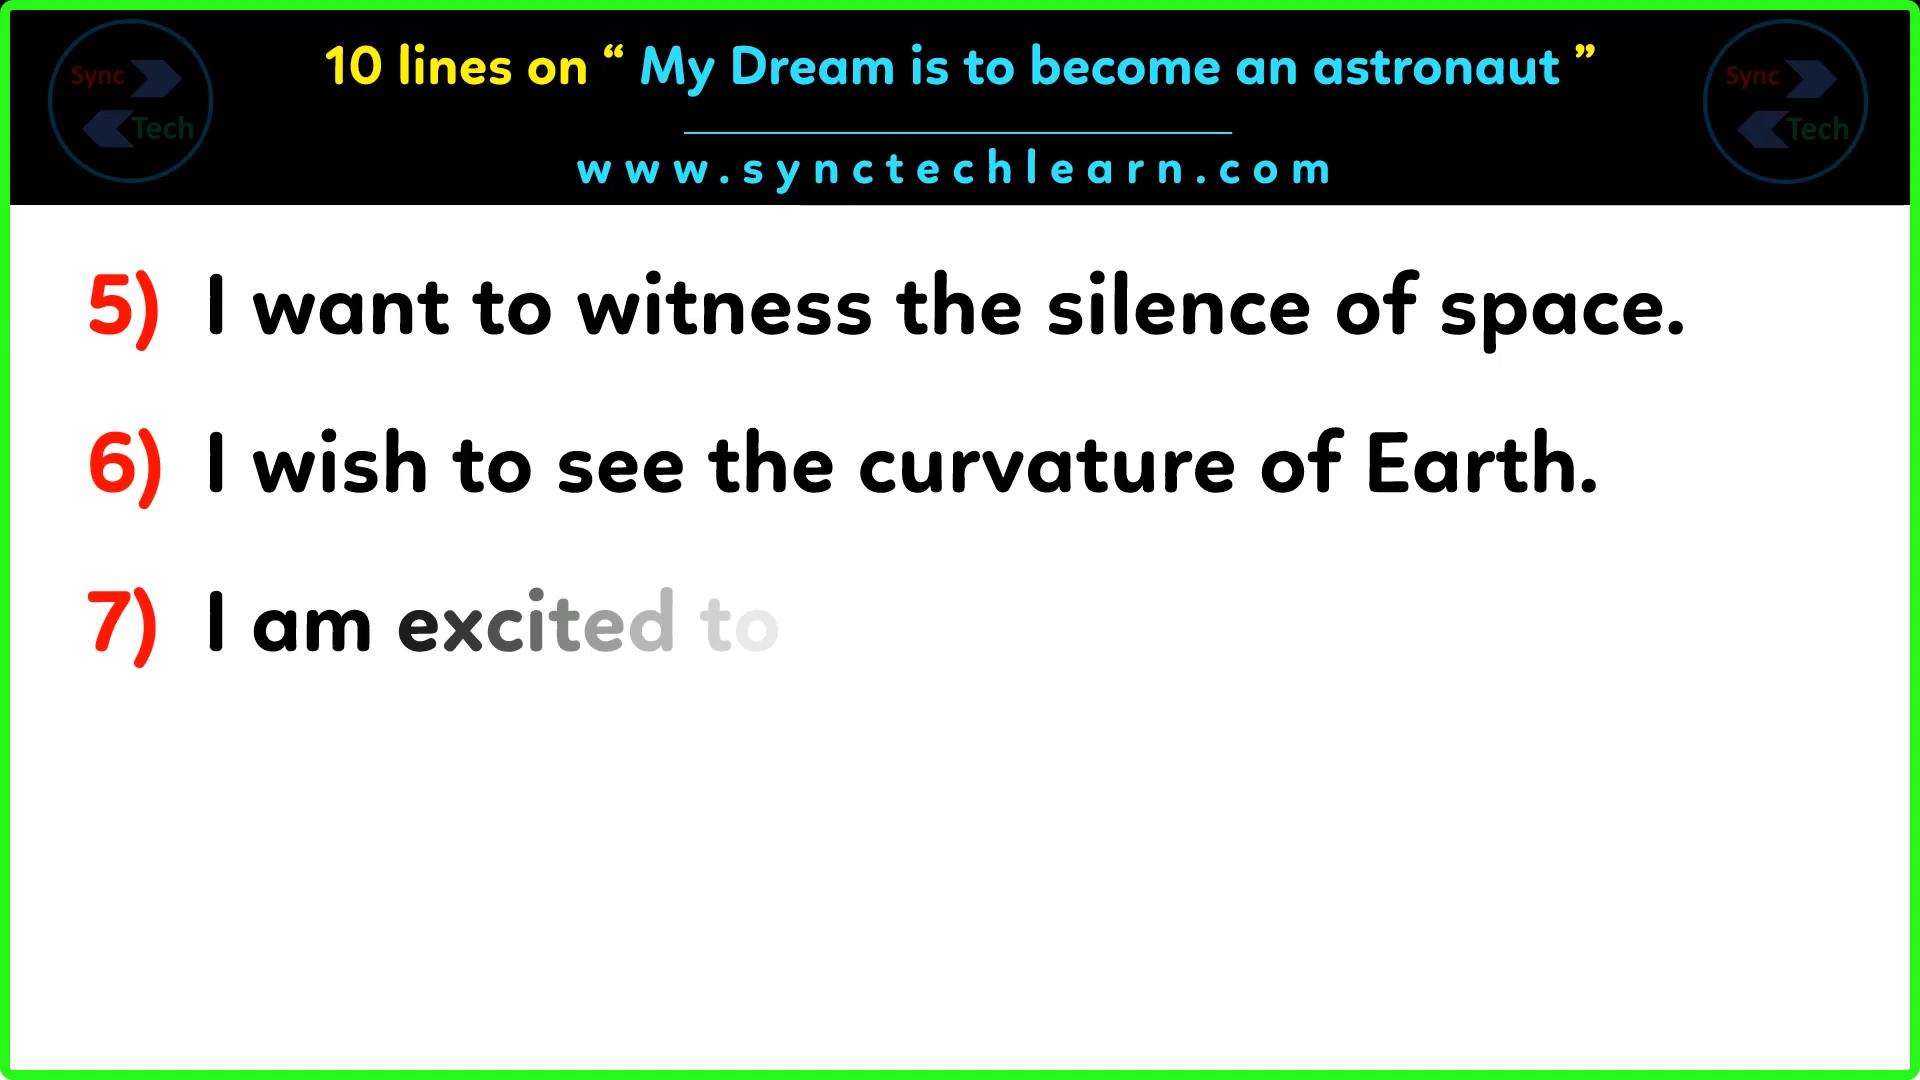 10 lines on “ My Dream is to become an astronaut ”
www.synctechlearn.com
Sync
Tech
Sync
Tech
5) I want to witness the silence of space.
6) I wish to see the curvature of Earth.
7) I am excited to